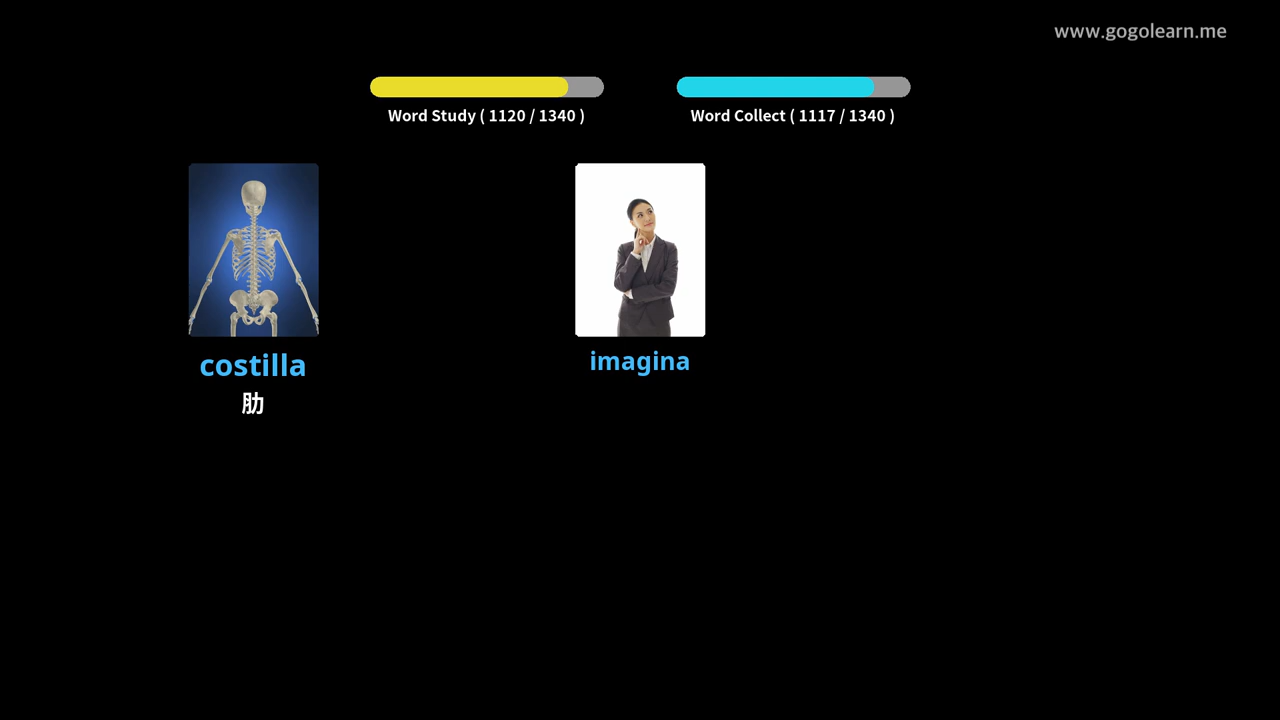 www.gogolearn.me
Word Study ( 1120 / 1340 )
Word Collect ( 1117 / 1340 )
costilla
肋
imagina